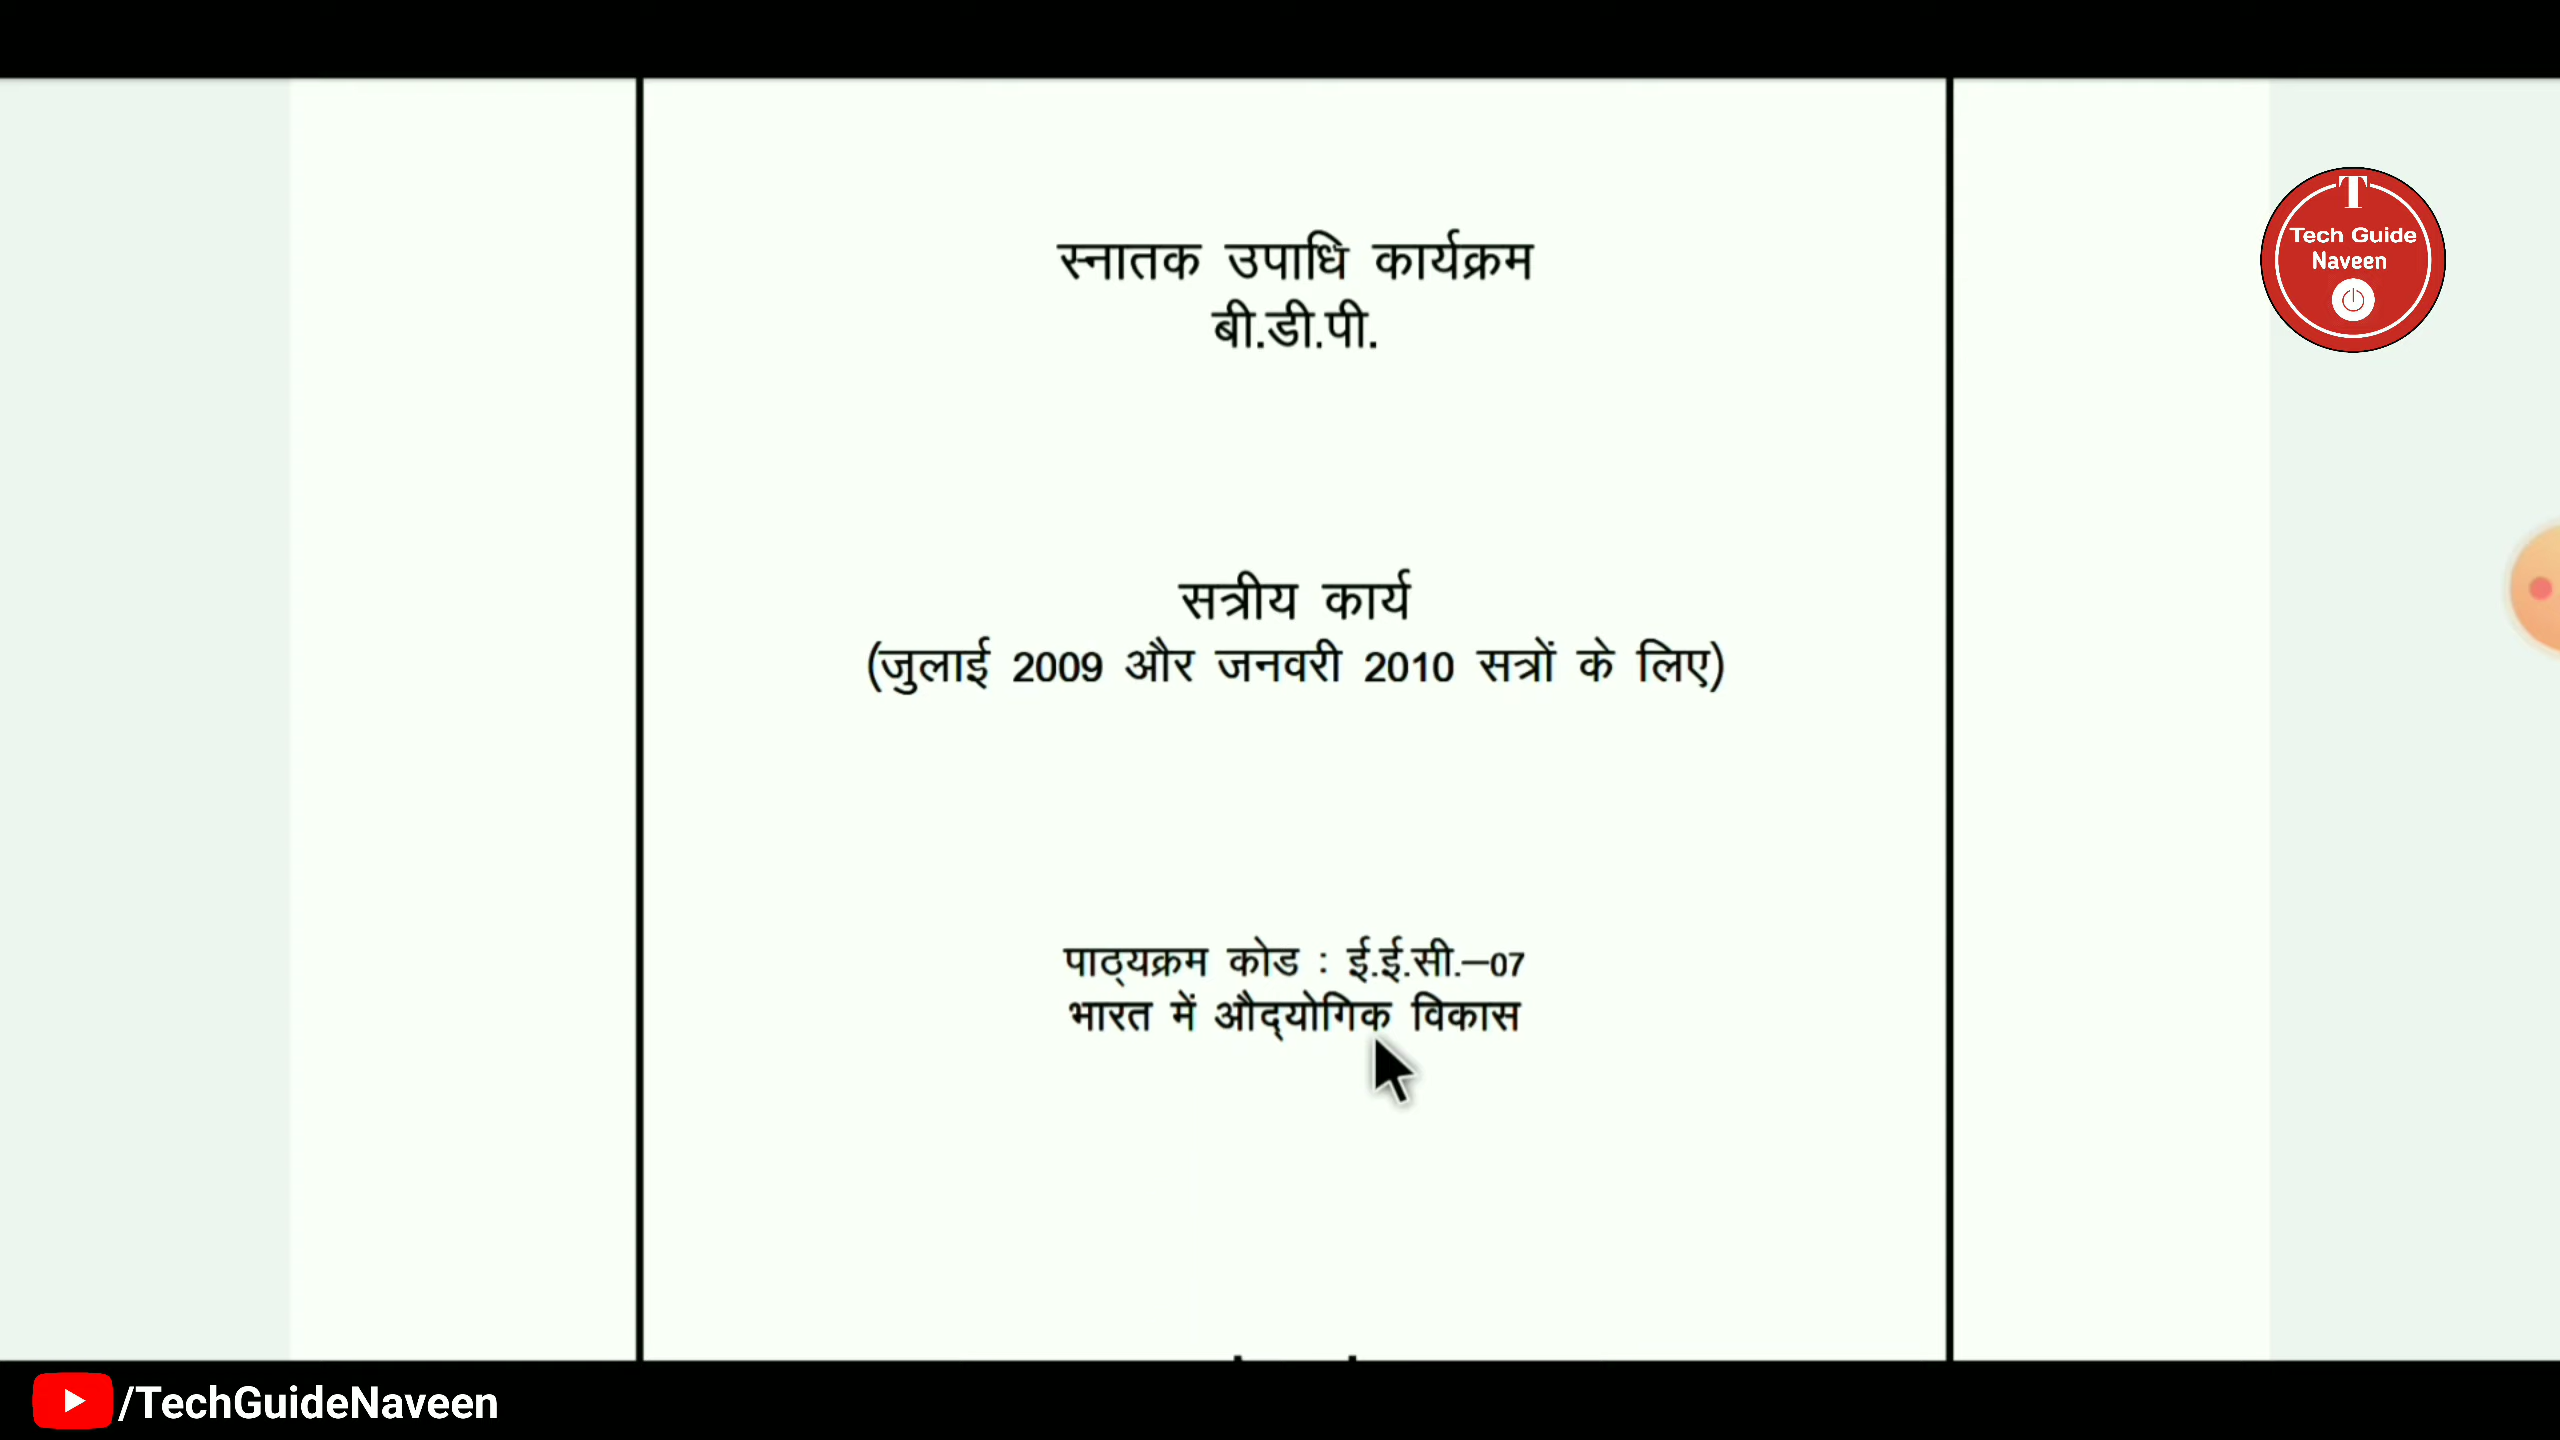 स्नातक उपाधि कार्यक्रम
बी.डी.पी.
T
Tech Guide
Naveen
सत्रीय कार्य
(जुलाई 2009 और जनवरी 2010 सत्रों के लिए)
पाठ्यक्रम कोड : ई.ई.सी.–07
भारत में औद्योगिक विकास
/TechGuideNaveen